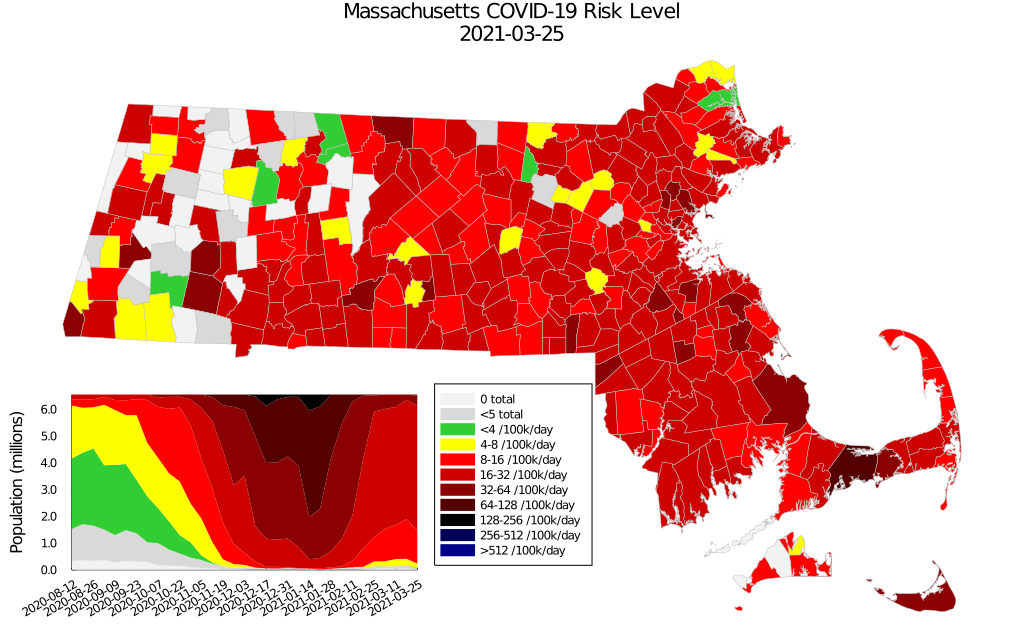 Massachusetts COVID-19 Risk Level
2021-03-25
Population (millions)
6.0
5.0
4.0
3.0
2.0
1.0
0.0
2020-08-12
2020-08-26
2020-09-09
2020-09-23
2020-10-07
2020-10-22
2020-11-05
2020-11-19
2020-12-03
2020-12-17
2020-12-31
2021-01-14
2021-01-28
2021-02-11
2021-02-25
2021-03-11
2021-03-25
0 total
<5 total
<4 /100k/day
4-8 /100k/day
8-16 /100k/day
16-32 /100k/day
32-64 /100k/day
64-128 /100k/day
128-256 /100k/day
256-512 /100k/day
>512 /100k/day